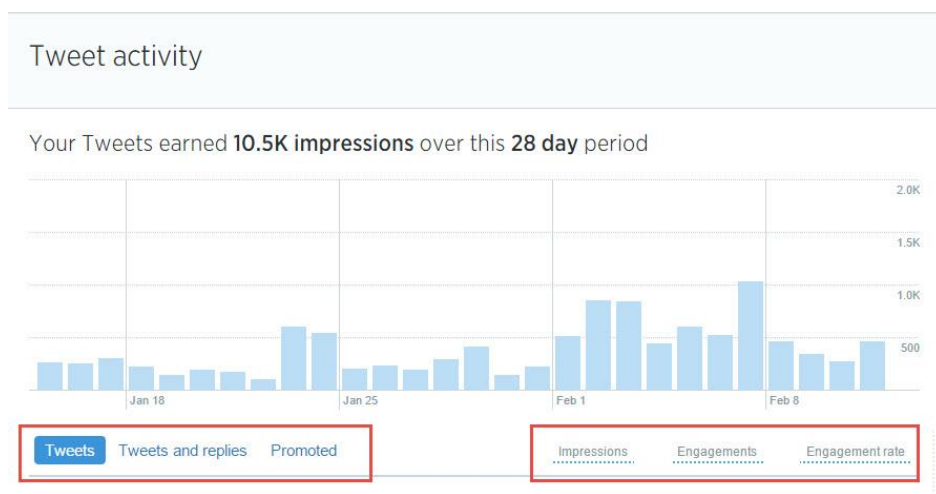 Tweet activity
Your Tweets earned 10.5K impressions over this 28 day period
2.0K
1.5K
1.0K
500
Jan 18 Jan 25 Feb 1 Feb 8
Tweets Tweets and replies Promoted Impressions Engagements Engagement rate